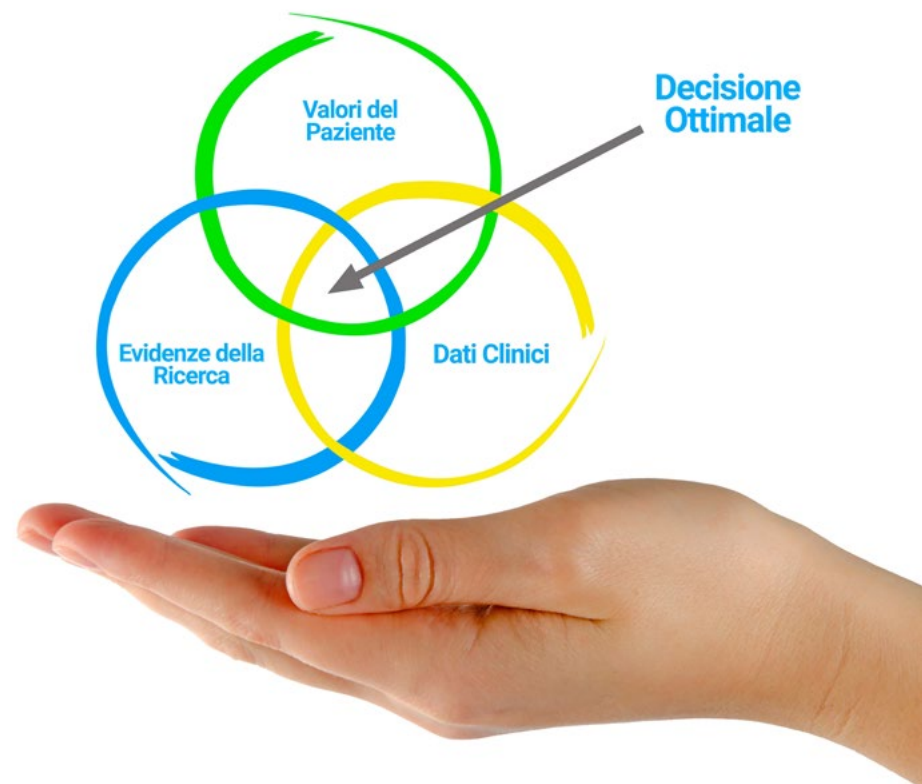 Valori del
Paziente
Decisione
Ottimale
Evidenze della
Ricerca
Dati Clinici